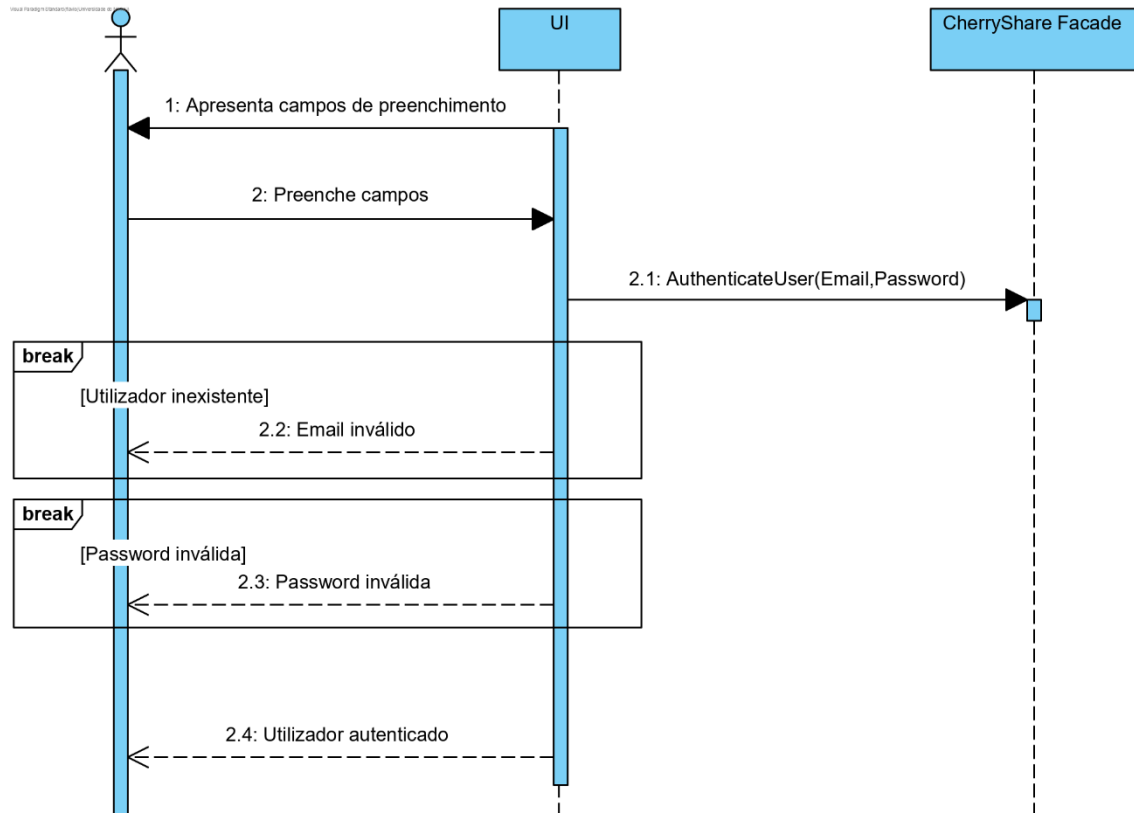 UI
CherryShare Facade
1: Apresenta campos de preenchimento
2: Preenche campos
2.1: AuthenticateUser(Email,Password)
break
[Utilizador inexistente]
2.2: Email inválido
break
[Password inválida]
2.3: Password inválida
2.4: Utilizador autenticado